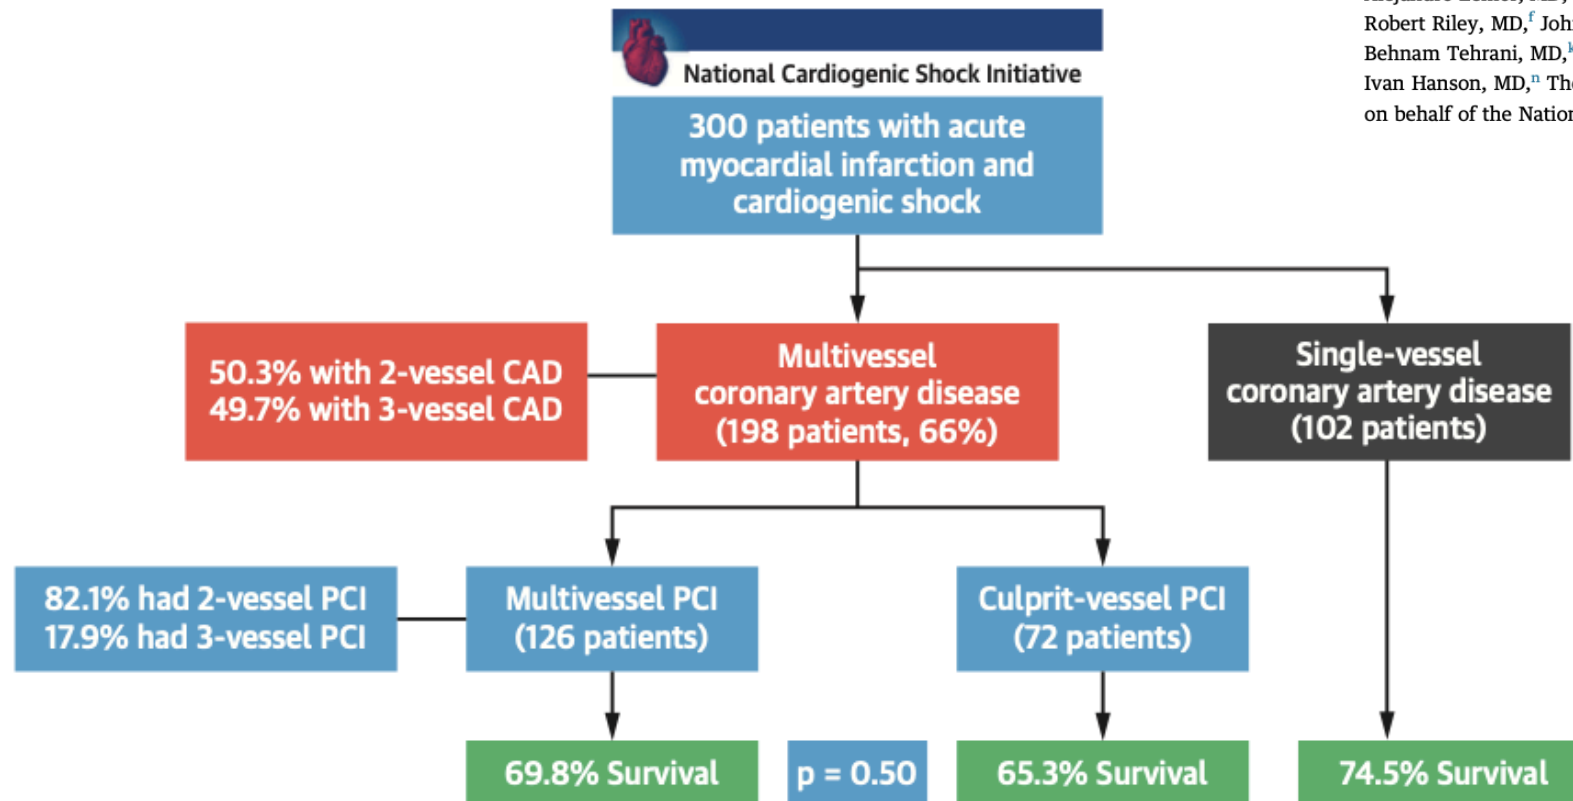 Robert Riley, MD,f Joh
Behnam Tehrani, MD,k
Ivan Hanson, MD,n The
on behalf of the Nation
National Cardiogenic Shock Initiative
300 patients with acute
myocardial infarction and
cardiogenic shock
50.3% with 2-vessel CAD
49.7% with 3-vessel CAD
Multivessel
coronary artery disease
(198 patients, 66%)
Single-vessel
coronary artery disease
(102 patients)
82.1% had 2-vessel PCI
17.9% had 3-vessel PCI
Multivessel PCI
(126 patients)
Culprit-vessel PCI
(72 patients)
69.8% Survival
p = 0.50
65.3% Survival
74.5% Survival